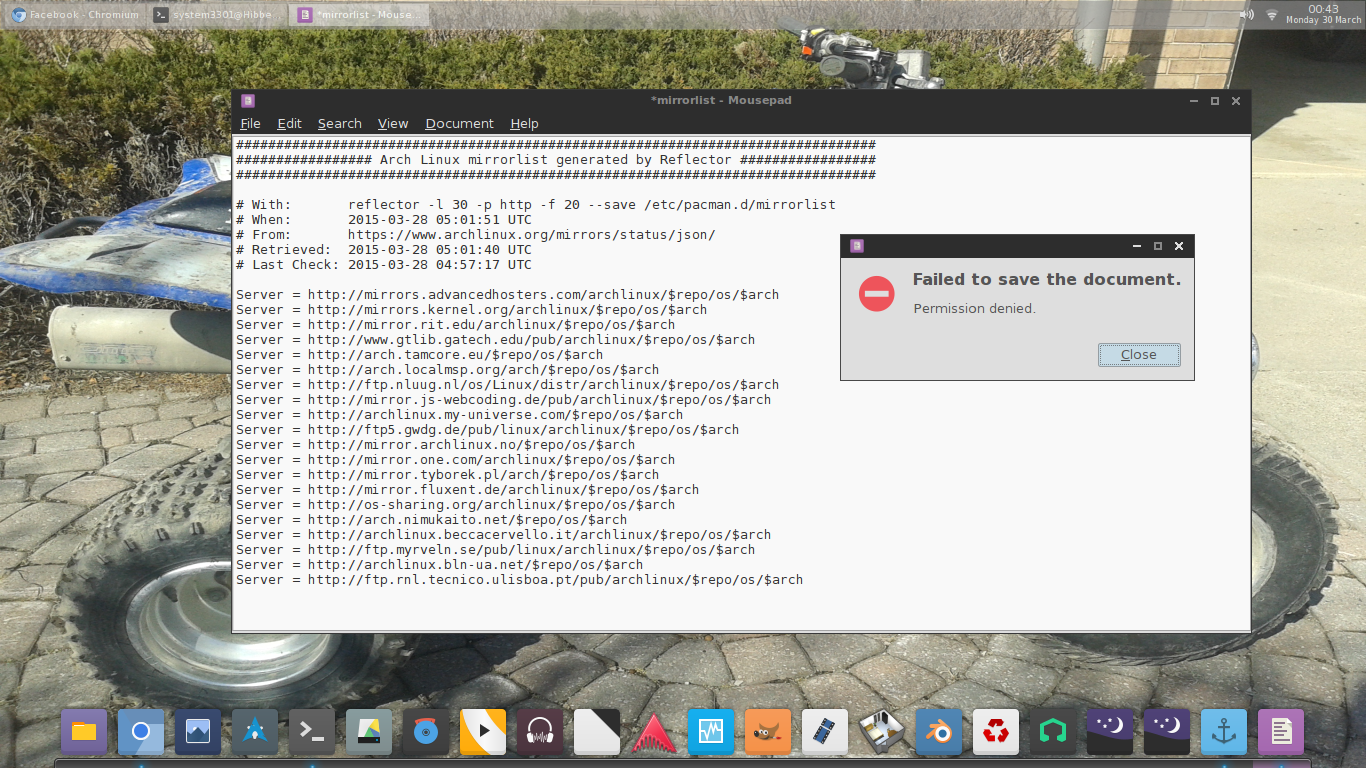 Facebook - Chromium
system3301@Hibbe
*mirrorlist - Mouse...
00:43
Monday 30 March
*mirrorlist - Mousepad
File Edit Search View Document Help
################################################################################
################# Arch Linux mirrorlist generated by Reflector #################
################################################################################
# With:       reflector -l 30 -p http -f 20 --save /etc/pacman.d/mirrorlist
# When:       2015-03-28 05:01:51 UTC
# From:       https://www.archlinux.org/mirrors/status/json/
# Retrieved:  2015-03-28 05:01:40 UTC
# Last Check: 2015-03-28 04:57:17 UTC
Server = http://mirrors.advancedhosters.com/archlinux/$repo/os/$arch
Server = http://mirrors.kernel.org/archlinux/$repo/os/$arch
Server = http://mirror.rit.edu/archlinux/$repo/os/$arch
Server = http://www.gtlib.gatech.edu/pub/archlinux/$repo/os/$arch
Server = http://arch.tamcore.eu/$repo/os/$arch
Server = http://arch.localmsp.org/arch/$repo/os/$arch
Server = http://ftp.nluug.nl/os/Linux/distr/archlinux/$repo/os/$arch
Server = http://mirror.js-webcoding.de/pub/archlinux/$repo/os/$arch
Server = http://archlinux.my-universe.com/$repo/os/$arch
Server = http://ftp5.gwdg.de/pub/linux/archlinux/$repo/os/$arch
Server = http://mirror.archlinux.no/$repo/os/$arch
Server = http://mirror.one.com/archlinux/$repo/os/$arch
Server = http://mirror.tyborek.pl/arch/$repo/os/$arch
Server = http://mirror.fluxent.de/archlinux/$repo/os/$arch
Server = http://os-sharing.org/archlinux/$repo/os/$arch
Server = http://arch.nimukaito.net/$repo/os/$arch
Server = http://archlinux.beccacervello.it/archlinux/$repo/os/$arch
Server = http://ftp.myrveln.se/pub/linux/archlinux/$repo/os/$arch
Server = http://archlinux.bln-ua.net/$repo/os/$arch
Server = http://ftp.rnl.tecnico.ulisboa.pt/pub/archlinux/$repo/os/$arch
Failed to save the document.
Permission denied.
Close